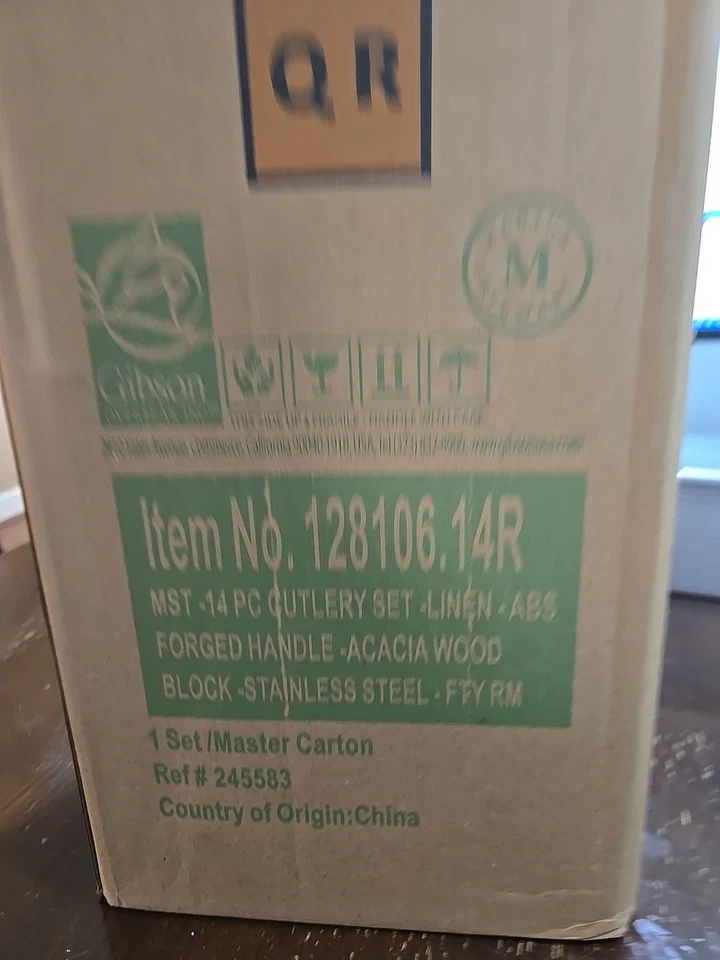 QR
M
Gibson
Item No. 128106.14R
MST -14 PC CUTLERY SET -LINEN -ABS
FORGED HANDLE -ACACIA WOOD
BLOCK -STAINLESS STEEL - FTY RM
1 Set/Master Carton
Ref# 245583
Country of Origin:China